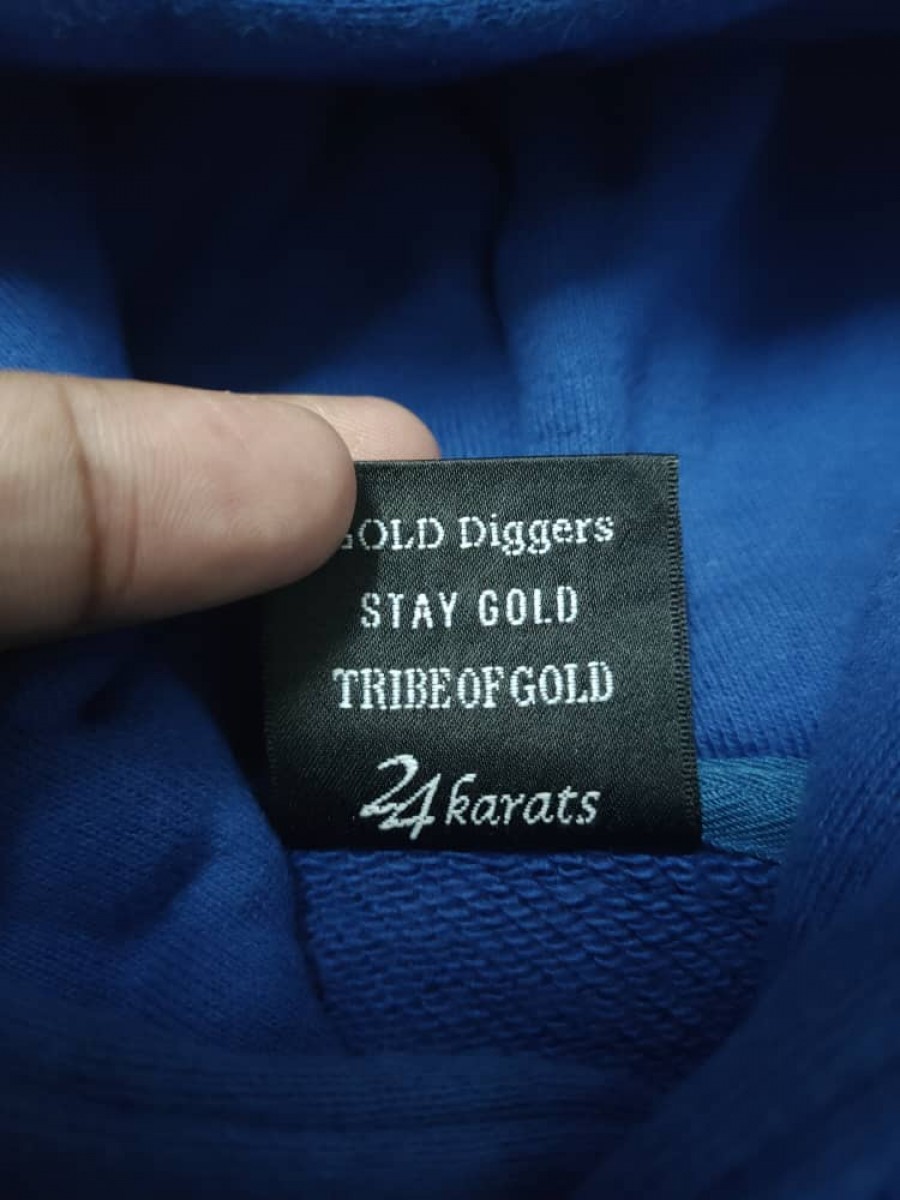 GOLD Diggers
STAY GOLD
TRIBE OF GOLD
24karats